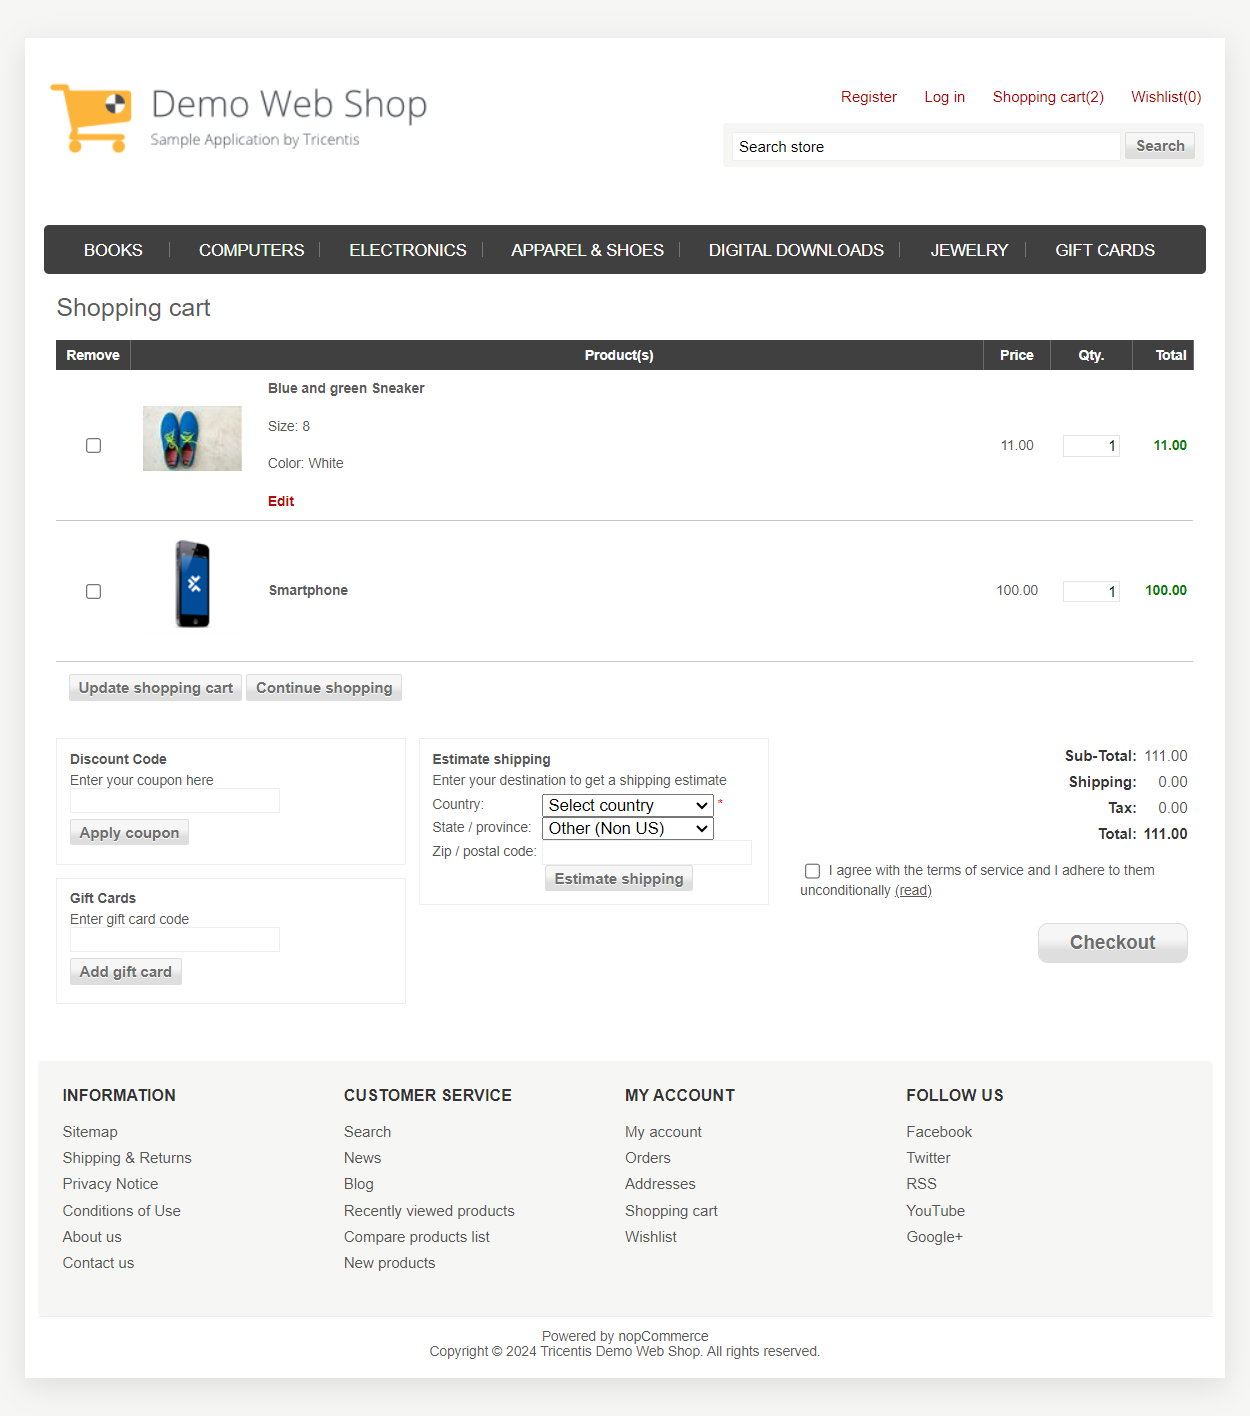 Demo Web Shop
Sample Application by Tricentis
Register Log in Shopping cart(2) Wishlist(0)
Search store Search
BOOKS COMPUTERS ELECTRONICS APPAREL & SHOES DIGITAL DOWNLOADS JEWELRY GIFT CARDS
Shopping cart
Remove Product(s) Price Qty. Total
Blue and green Sneaker
Size: 8
Color: White
Edit
11.00 1 11.00
Smartphone 100.00 1 100.00
Update shopping cart Continue shopping
Discount Code
Enter your coupon here
Apply coupon
Gift Cards
Enter gift card code
Add gift card
Estimate shipping
Enter your destination to get a shipping estimate
Country: Select country *
State / province: Other (Non US)
Zip / postal code:
Estimate shipping
Sub-Total: 111.00
Shipping: 0.00
Tax: 0.00
Total: 111.00
I agree with the terms of service and I adhere to them
unconditionally (read)
Checkout
INFORMATION
Sitemap
Shipping & Returns
Privacy Notice
Conditions of Use
About us
Contact us
CUSTOMER SERVICE
Search
News
Blog
Recently viewed products
Compare products list
New products
MY ACCOUNT
My account
Orders
Addresses
Shopping cart
Wishlist
FOLLOW US
Facebook
Twitter
RSS
YouTube
Google+
Powered by nopCommerce
Copyright © 2024 Tricentis Demo Web Shop. All rights reserved.